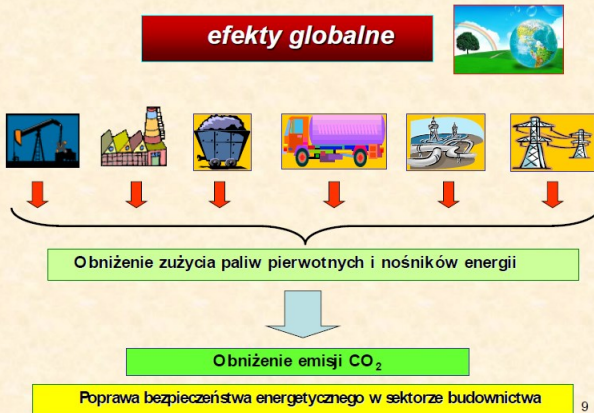 efekty globalne
Obniżenie zużycia paliw pierwotnych i nośników energii
Obniżenie emisji CO₂
Poprawa bezpieczeństwa energetycznego w sektorze budownictwa
9